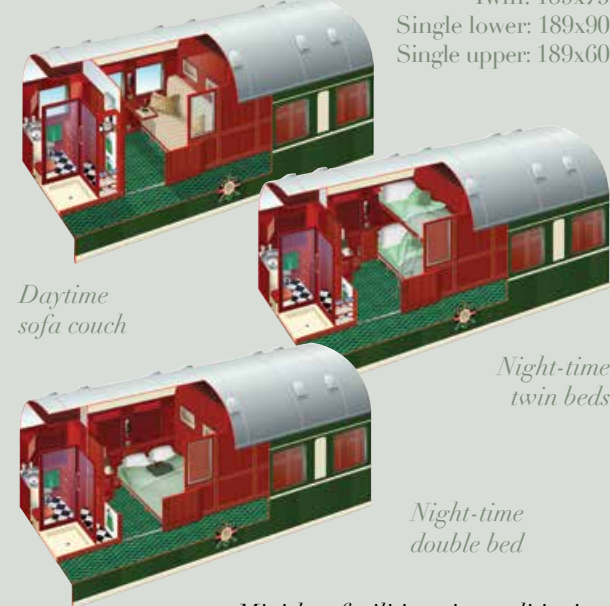 Single lower: 189x90
Single upper: 189x60
Daytime
sofa couch
Night-time
twin beds
Night-time
double bed